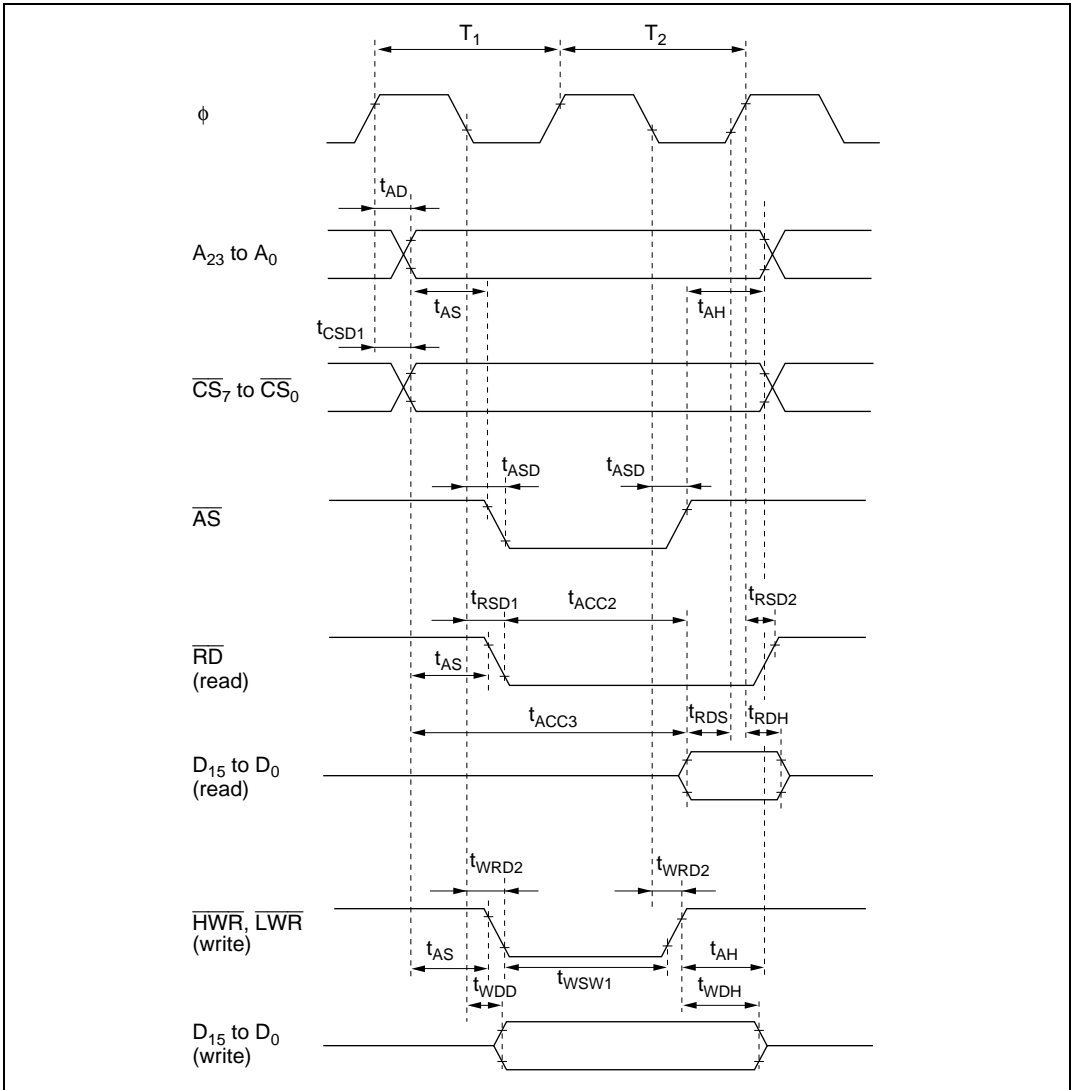 T1 T2
ϕ
tAD
A23 to A0
tAS tAH
tCSD1
CS7 to CS0
tASD tASD
AS
tRSD1 tACC2 tRSD2
RD
(read)
tAS
tACC3 tRDS tRDH
D15 to D0
(read)
tWRD2 tWRD2
HWR, LWR
(write)
tAS tAH
tWSW1
tWDD tWDH
D15 to D0
(write)